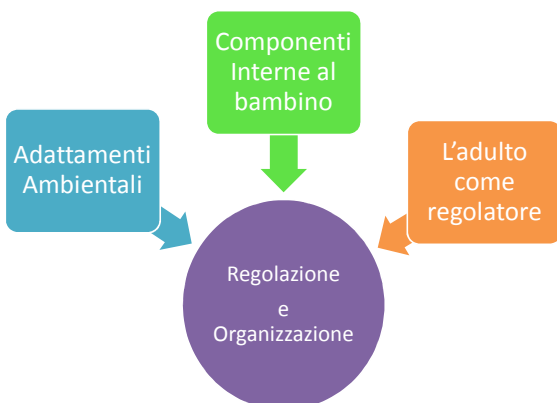 Componenti
Interne al
bambino
Adattamenti
Ambientali
L'adulto
come
regolatore
Regolazione
e
Organizzazione